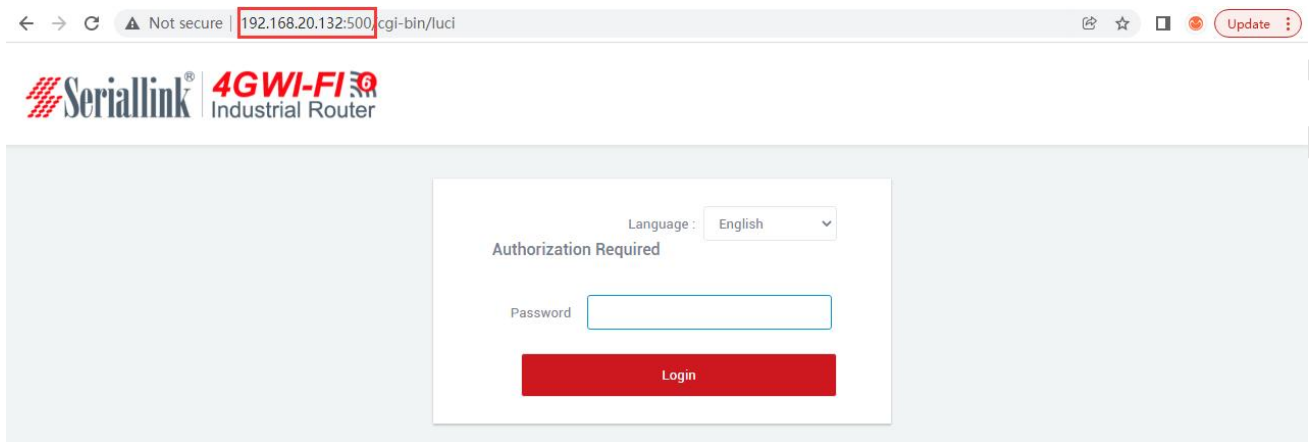 Not secure | 192.168.20.132:500/cgi-bin/luci Update
Seriallink® 4GWI-FI 6
Industrial Router
Language : English
Authorization Required
Password
Login